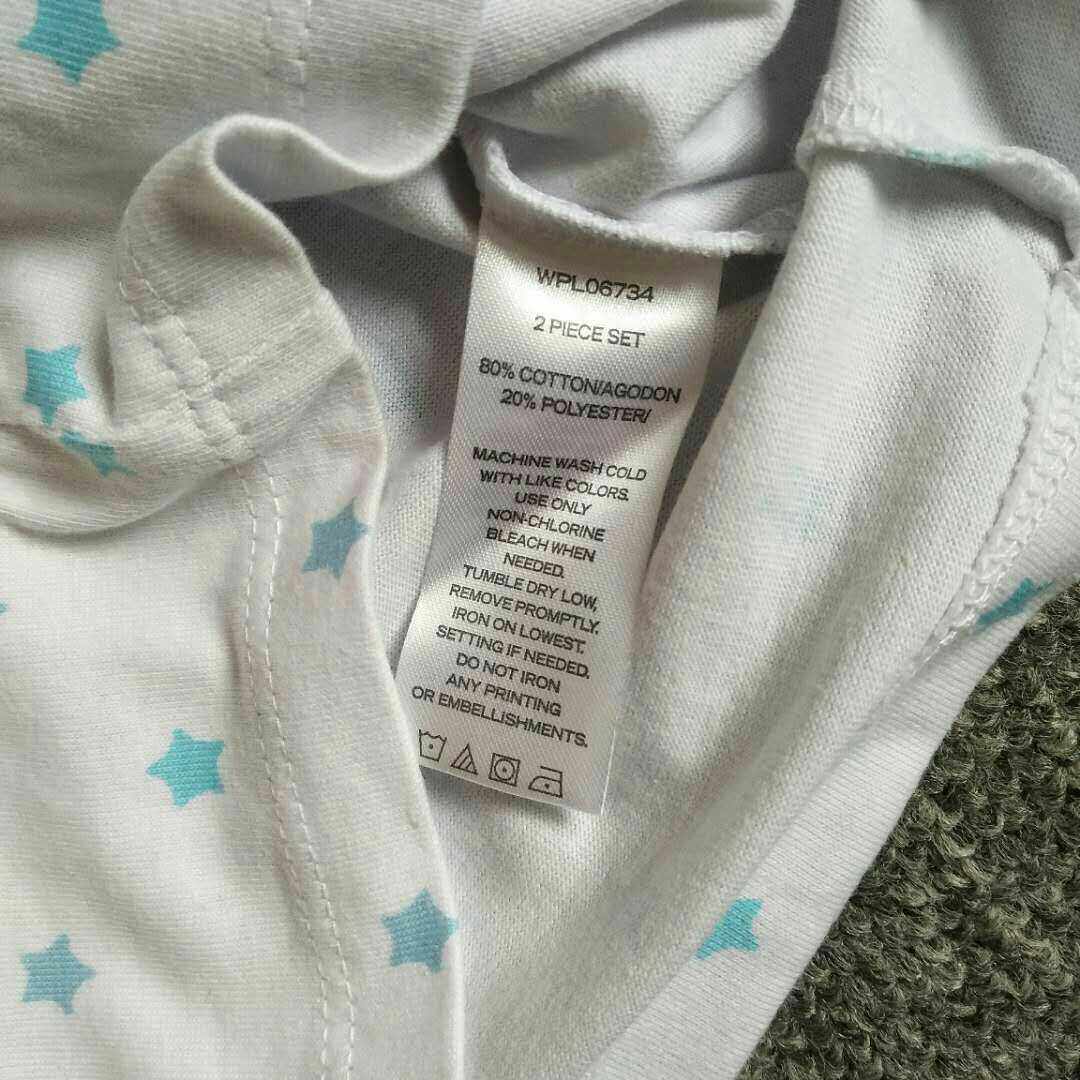 WPL06734
2 PIECE SET
80% COTTON/AGODON
20% POLYESTER/
MACHINE WASH COLD
WITH LIKE COLORS.
USE ONLY
NON-CHLORINE
BLEACH WHEN
NEEDED.
TUMBLE DRY LOW,
REMOVE PROMPTLY.
IRON ON LOWEST.
SETTING IF NEEDED.
DO NOT IRON
ANY PRINTING
OR EMBELLISHMENTS.